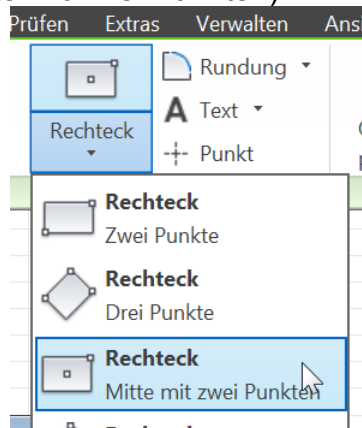 Prüfen Extras Verwalten Ansi
Rechteck
Rundung
Text
Punkt
Rechteck
Zwei Punkte
Rechteck
Drei Punkte
Rechteck
Mitte mit zwei Punkten